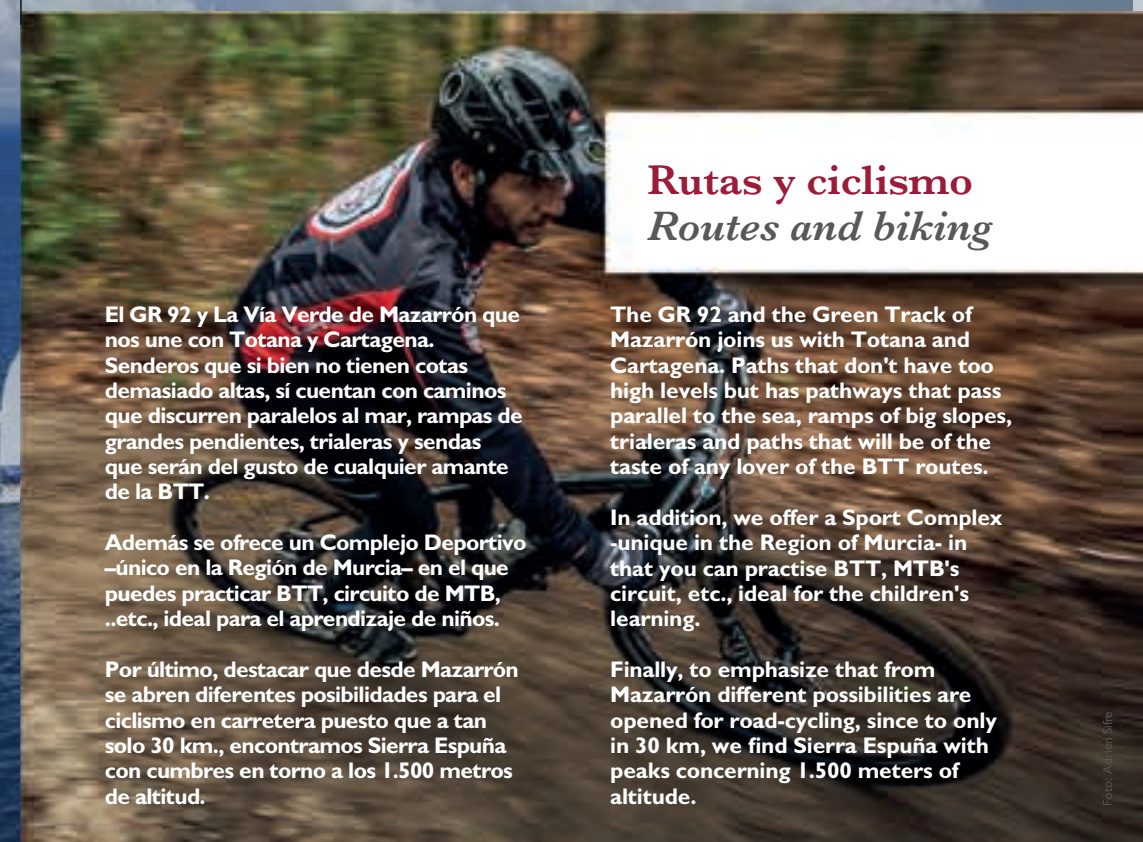 Rutas y ciclismo
Routes and biking
El GR 92 y La Vía Verde de Mazarrón que
nos une con Totana y Cartagena.
Senderos que si bien no tienen cotas
demasiado altas, sí cuentan con caminos
que discurren paralelos al mar, rampas de
grandes pendientes, trialeras y sendas
que serán del gusto de cualquier amante
de la BTT.
Además se ofrece un Complejo Deportivo
–único en la Región de Murcia– en el que
puedes practicar BTT, circuito de MTB,
..etc., ideal para el aprendizaje de niños.
Por último, destacar que desde Mazarrón
se abren diferentes posibilidades para el
ciclismo en carretera puesto que a tan
solo 30 km., encontramos Sierra Espuña
con cumbres en torno a los 1.500 metros
de altitud.
The GR 92 and the Green Track of
Mazarrón joins us with Totana and
Cartagena. Paths that don't have too
high levels but has pathways that pass
parallel to the sea, ramps of big slopes,
trialeras and paths that will be of the
taste of any lover of the BTT routes.
In addition, we offer a Sport Complex
-unique in the Region of Murcia- in
that you can practise BTT, MTB's
circuit, etc., ideal for the children's
learning.
Finally, to emphasize that from
Mazarrón different possibilities are
opened for road-cycling, since to only
in 30 km, we find Sierra Espuña with
peaks concerning 1.500 meters of
altitude.
Foto: Adrien Sifre